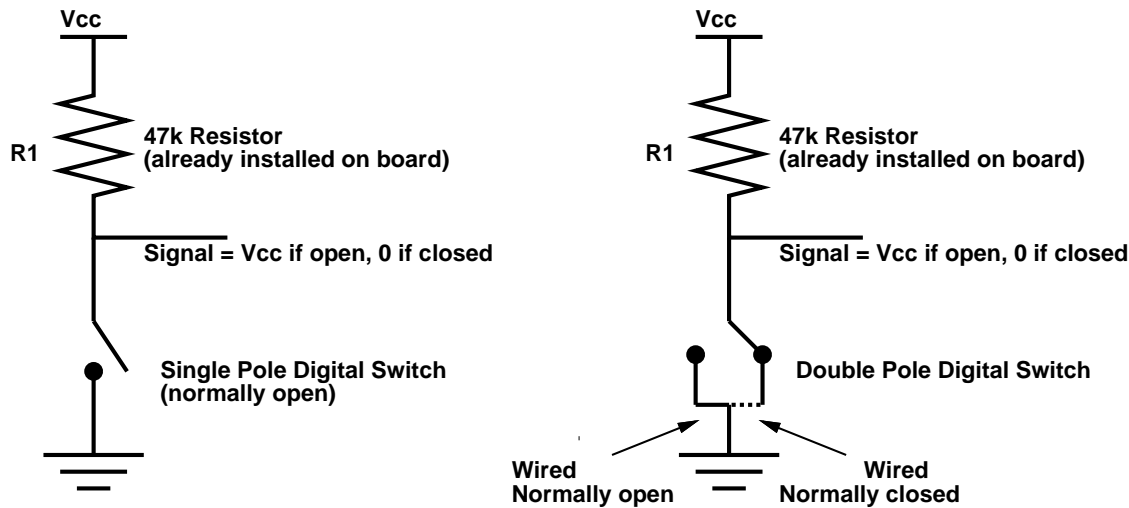 Vcc
R1
47k Resistor
(already installed on board)
Signal = Vcc if open, 0 if closed
Single Pole Digital Switch
(normally open)
Vcc
R1
47k Resistor
(already installed on board)
Signal = Vcc if open, 0 if closed
Double Pole Digital Switch
Wired
Normally open
Wired
Normally closed